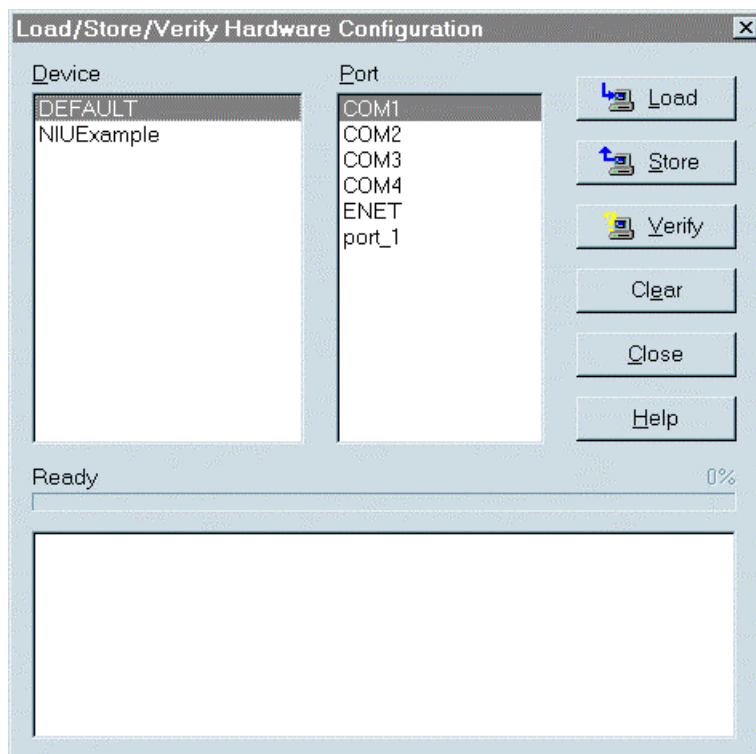 Load/Store/Verify Hardware Configuration
Device
DEFAULT
NIUExample
Port
COM1
COM2
COM3
COM4
ENET
port_1
Load
Store
Verify
Clear
Close
Help
Ready
0%